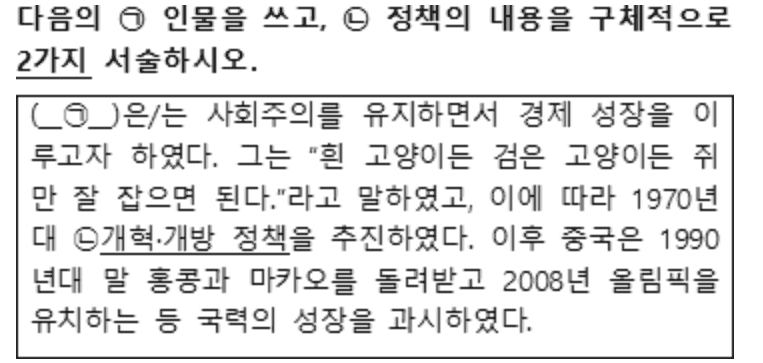 다음의 ㉠ 인물을 쓰고, ㉡ 정책의 내용을 구체적으로
2가지 서술하시오.
(_㉠_)은/는 사회주의를 유지하면서 경제 성장을 이
루고자 하였다. 그는 “흰 고양이든 검은 고양이든 쥐
만 잘 잡으면 된다.”라고 말하였고, 이에 따라 1970년
대 ㉡개혁·개방 정책을 추진하였다. 이후 중국은 1990
년대 말 홍콩과 마카오를 돌려받고 2008년 올림픽을
유치하는 등 국력의 성장을 과시하였다.